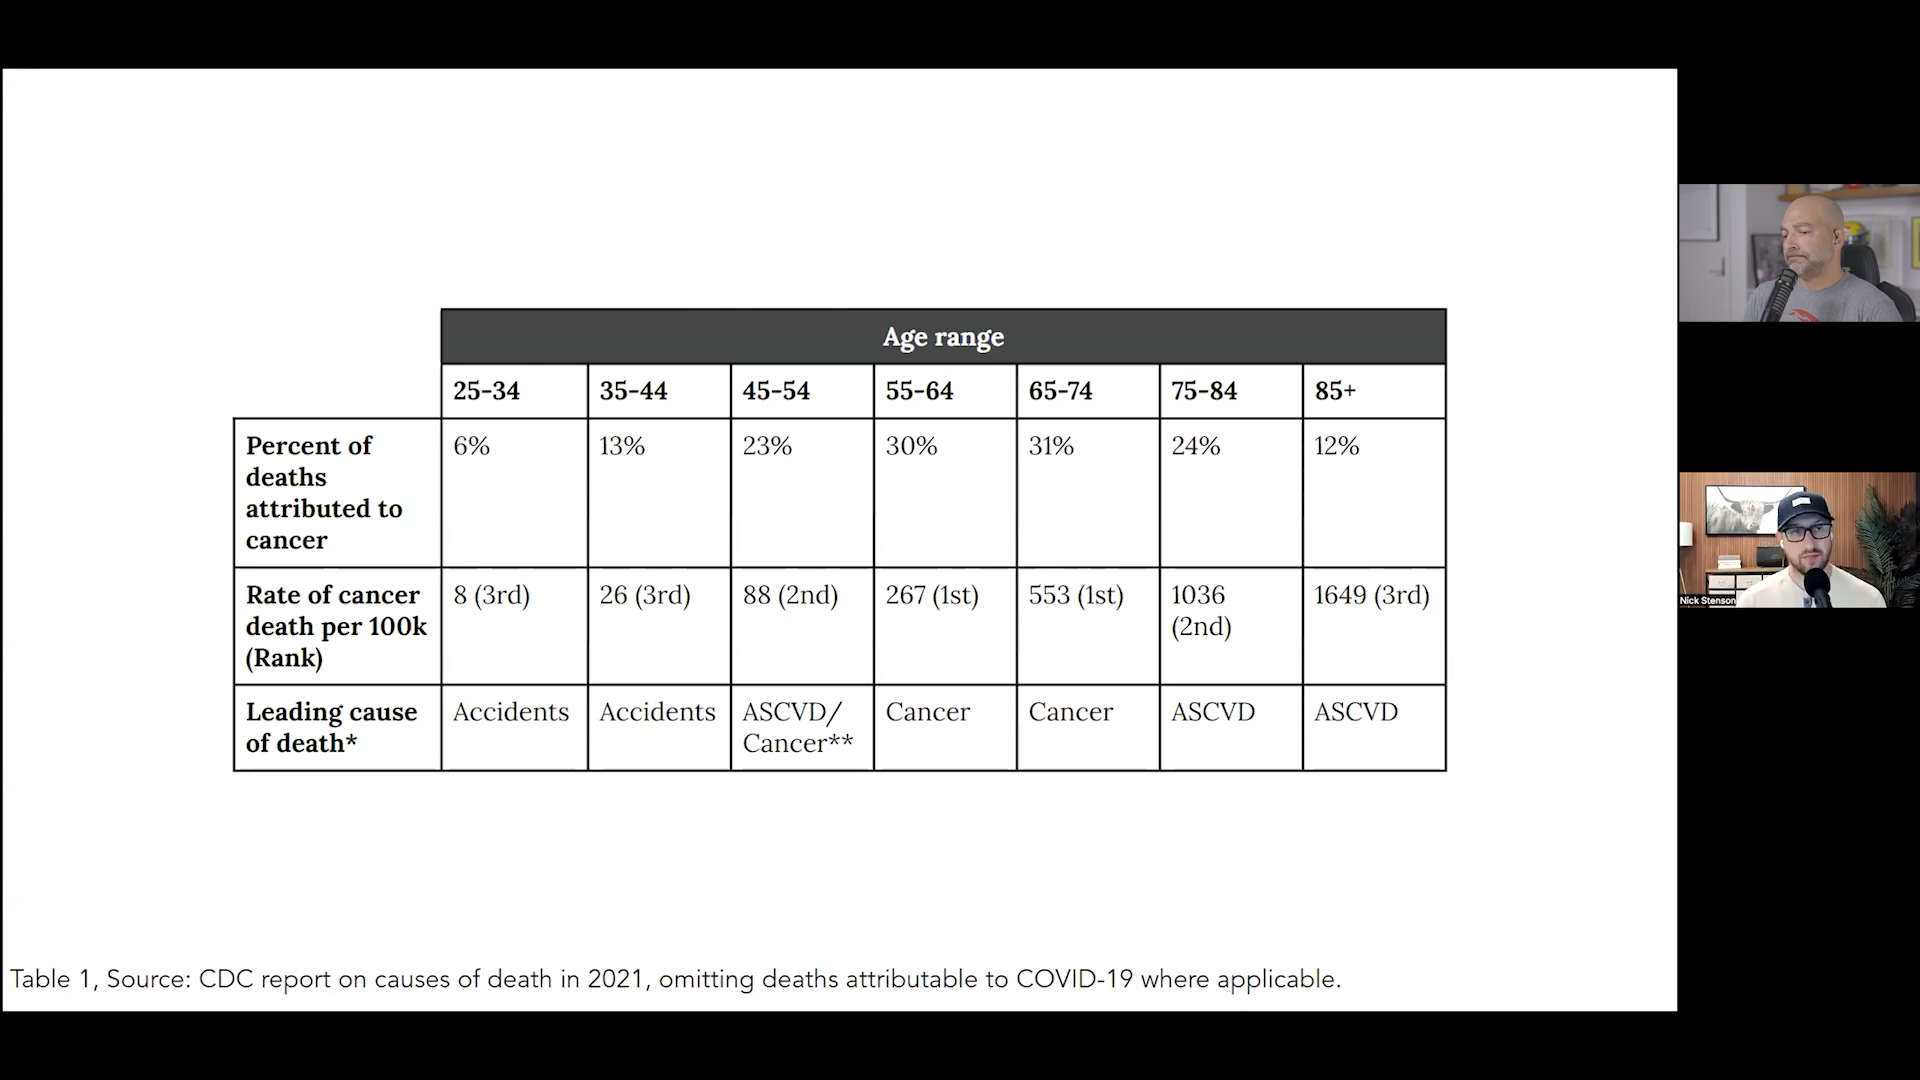 Age range
25-34 35-44 45-54 55-64 65-74 75-84 85+
Percent of
deaths
attributed to
cancer
6% 13% 23% 30% 31% 24% 12%
Rate of cancer
death per 100k
(Rank)
8 (3rd) 26 (3rd) 88 (2nd) 267 (1st) 553 (1st) 1036
(2nd)
1649 (3rd)
Leading cause
of death*
Accidents Accidents ASCVD/
Cancer**
Cancer Cancer ASCVD ASCVD
Table 1, Source: CDC report on causes of death in 2021, omitting deaths attributable to COVID-19 where applicable.
Nick Stenson